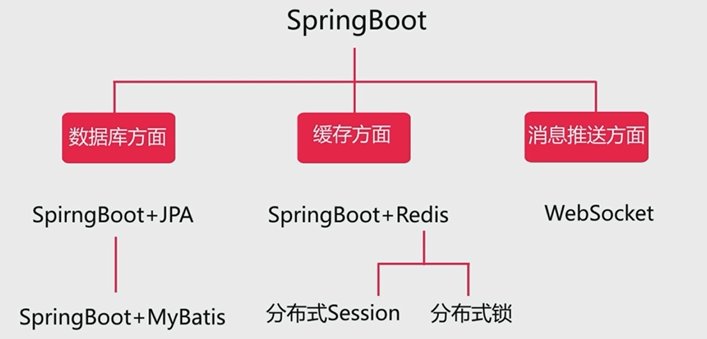 SpringBoot
数据库方面
缓存方面
消息推送方面
SpirngBoot+JPA
SpringBoot+Redis
WebSocket
SpringBoot+MyBatis
分布式Session
分布式锁